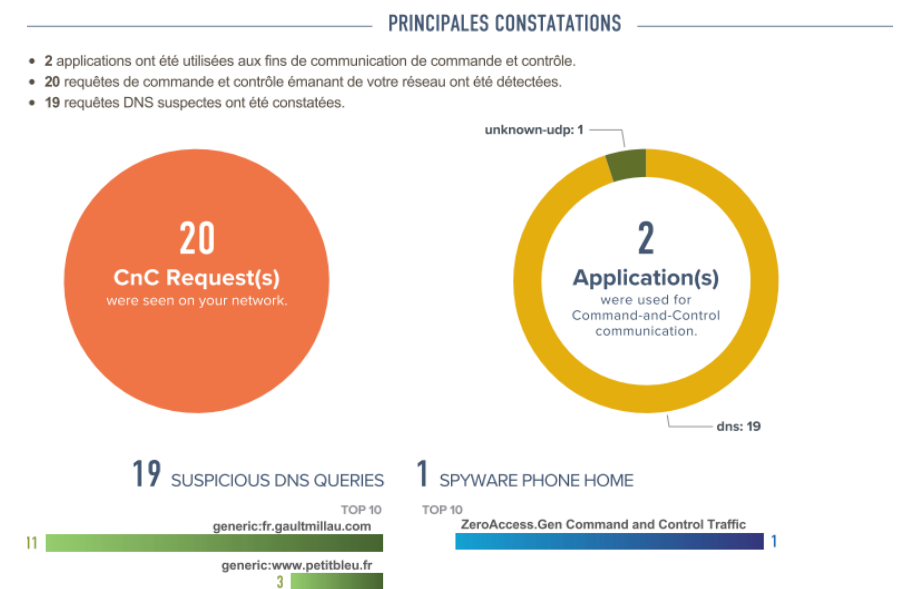 PRINCIPALES CONSTATATIONS
• 2 applications ont été utilisées aux fins de communication de commande et contrôle.
• 20 requêtes de commande et contrôle émanant de votre réseau ont été détectées.
• 19 requêtes DNS suspectes ont été constatées.
unknown-udp: 1
20
CnC Request(s)
were seen on your network.
2
Application(s)
were used for
Command-and-Control
communication.
dns: 19
19 SUSPICIOUS DNS QUERIES
TOP 10
generic:fr.gaultmillau.com
11
generic:www.petitbleu.fr
3
1 SPYWARE PHONE HOME
TOP 10
ZeroAccess.Gen Command and Control Traffic
1